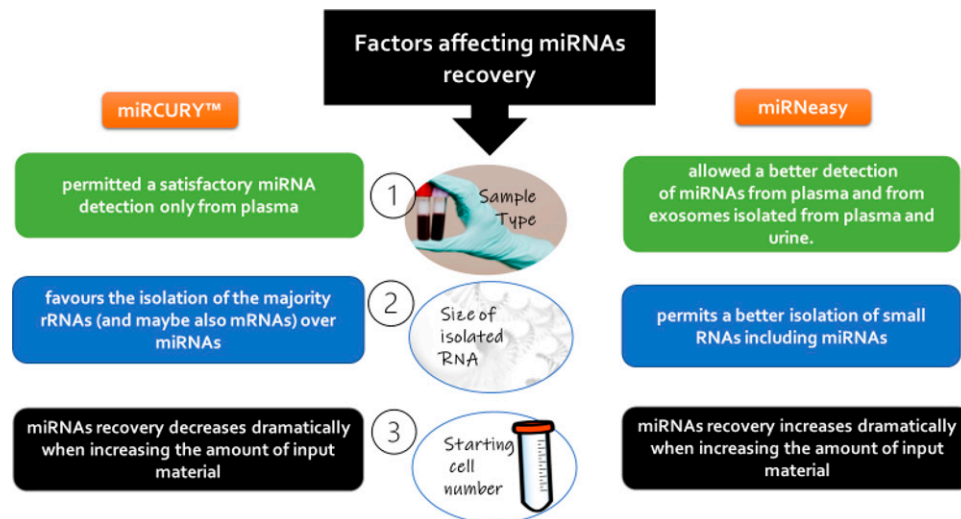 Factors affecting miRNAs
recovery
miRCURY™
miRNeasy
permitted a satisfactory miRNA
detection only from plasma
1
Sample
Type
allowed a better detection
of miRNAs from plasma and from
exosomes isolated from plasma and
urine.
favours the isolation of the majority
rRNAs (and maybe also mRNAs) over
miRNAs
2
Size of
isolated
RNA
permits a better isolation of small
RNAs including miRNAs
miRNAs recovery decreases dramatically
when increasing the amount of input
material
3
Starting
cell
number
miRNAs recovery increases dramatically
when increasing the amount of input
material